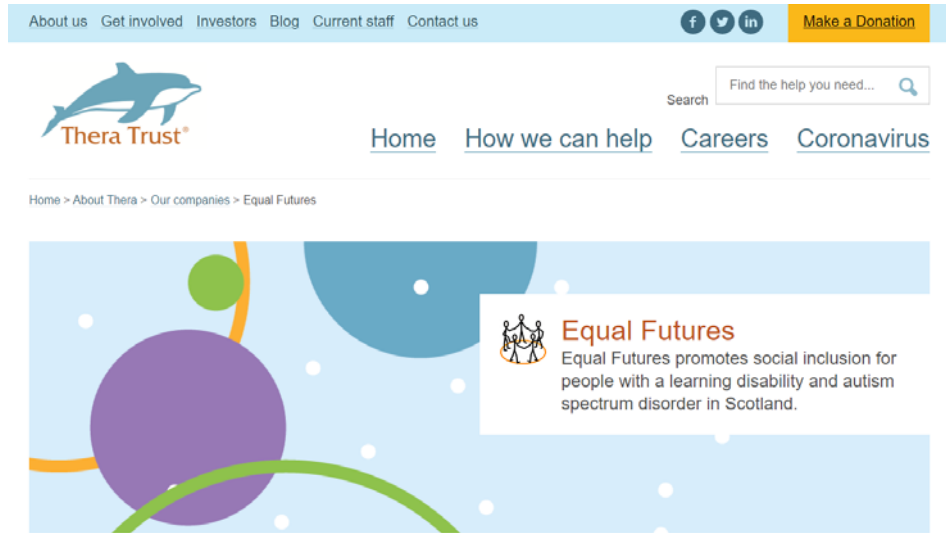 About us Get involved Investors Blog Current staff Contact us
Make a Donation
Thera Trust®
Search
Find the help you need...
Home How we can help Careers Coronavirus
Home > About Thera > Our companies > Equal Futures
Equal Futures
Equal Futures promotes social inclusion for
people with a learning disability and autism
spectrum disorder in Scotland.